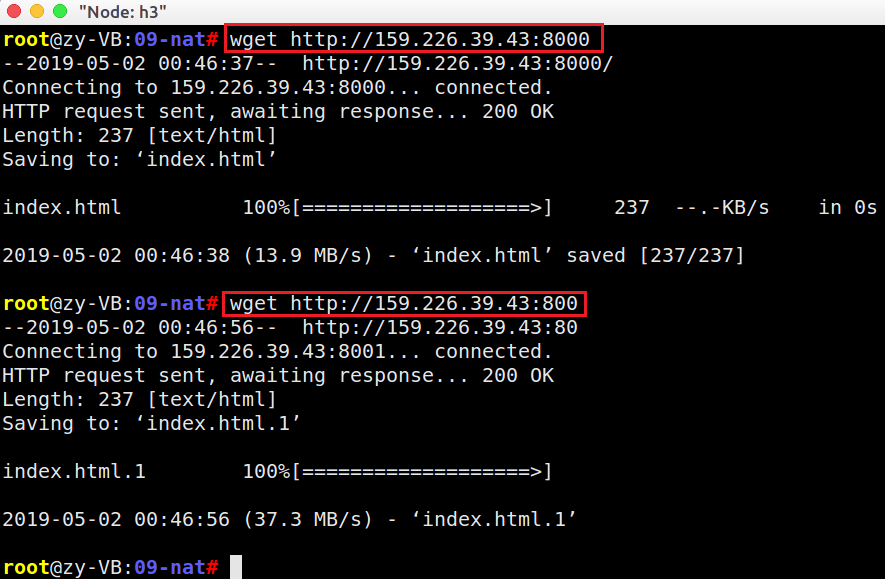 "Node: h3"
root@zy-VB:09-nat# wget http://159.226.39.43:8000
--2019-05-02 00:46:37-- http://159.226.39.43:8000/
Connecting to 159.226.39.43:8000... connected.
HTTP request sent, awaiting response... 200 OK
Length: 237 [text/html]
Saving to: ‘index.html’
index.html 100%[===================>] 237 --.-KB/s in 0s
2019-05-02 00:46:38 (13.9 MB/s) - ‘index.html’ saved [237/237]
root@zy-VB:09-nat# wget http://159.226.39.43:800
--2019-05-02 00:46:56-- http://159.226.39.43:80
Connecting to 159.226.39.43:8001... connected.
HTTP request sent, awaiting response... 200 OK
Length: 237 [text/html]
Saving to: ‘index.html.1’
index.html.1 100%[===================>]
2019-05-02 00:46:56 (37.3 MB/s) - ‘index.html.1’
root@zy-VB:09-nat#